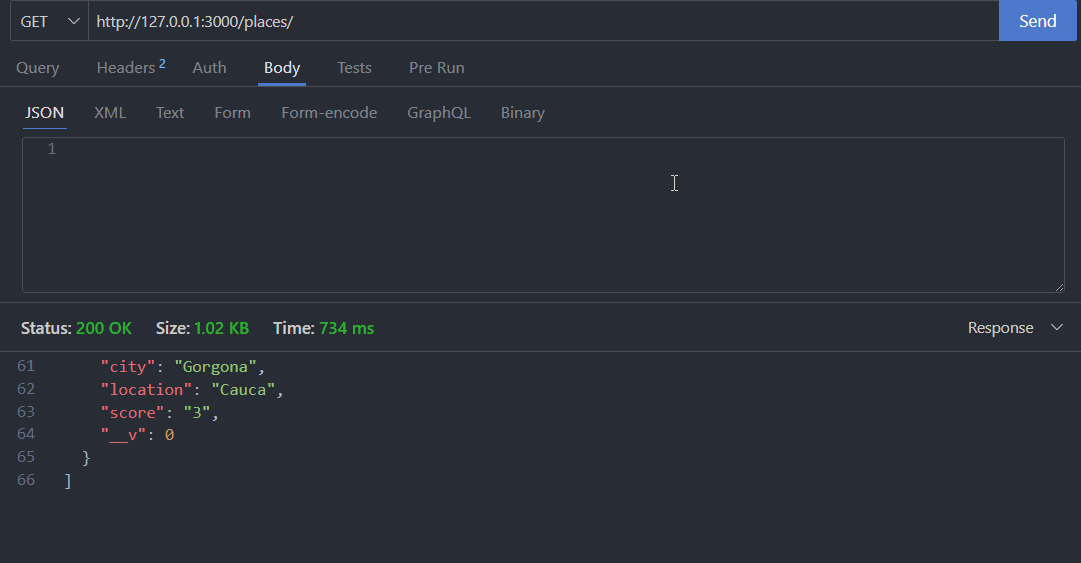 GET http://127.0.0.1:3000/places/ Send
Query Headers 2 Auth Body Tests Pre Run
JSON XML Text Form Form-encode GraphQL Binary
1
Status: 200 OK Size: 1.02 KB Time: 734 ms Response
61 "city": "Gorgona",
62 "location": "Cauca",
63 "score": "3",
64 "__v": 0
65 }
66 ]